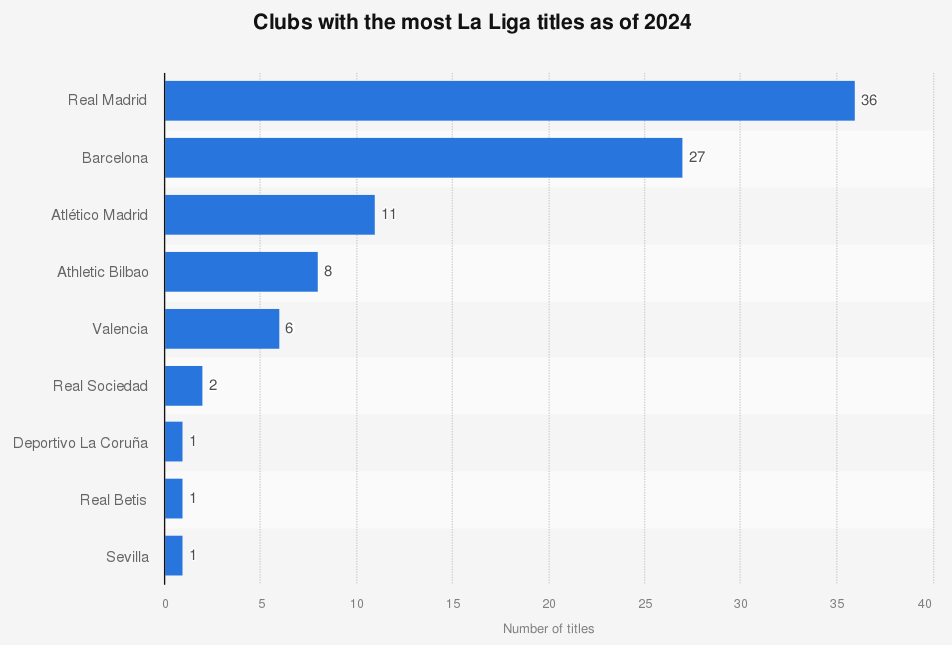 Clubs with the most La Liga titles as of 2024
Real Madrid 36
Barcelona 27
Atlético Madrid 11
Athletic Bilbao 8
Valencia 6
Real Sociedad 2
Deportivo La Coruña 1
Real Betis 1
Sevilla 1
0 5 10 15 20 25 30 35 40
Number of titles